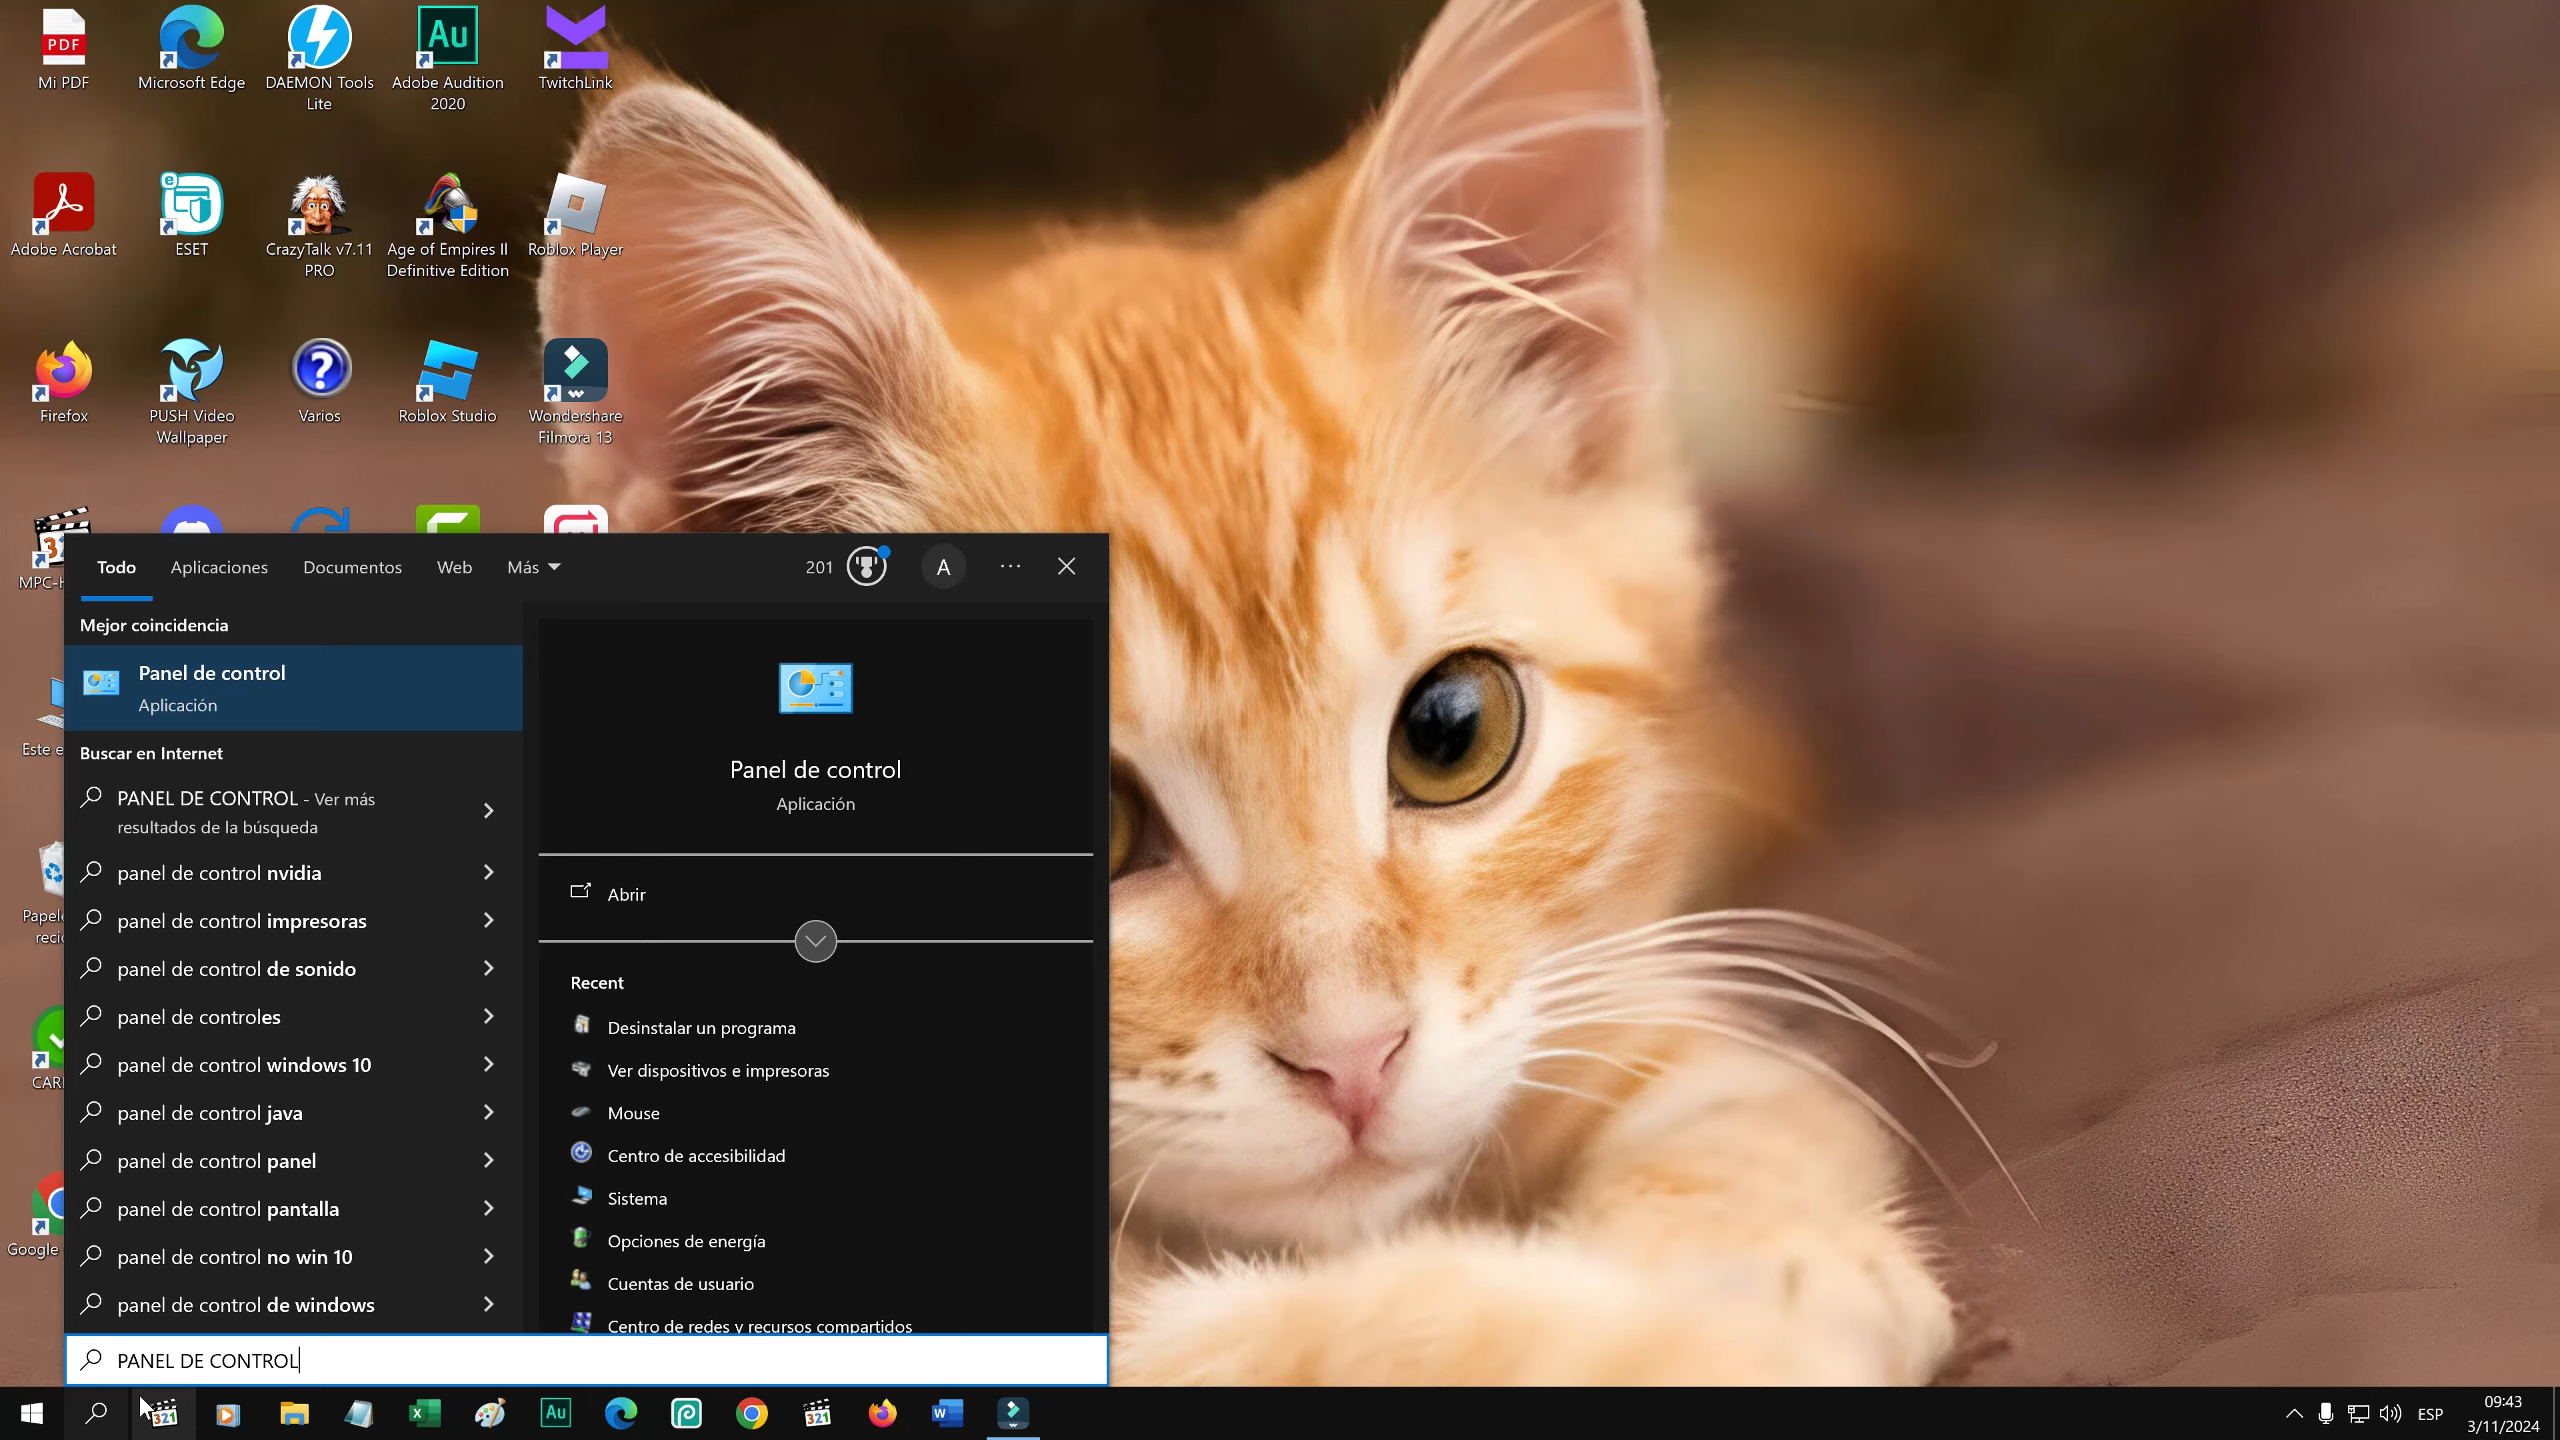 Mi PDF
Microsoft Edge
DAEMON Tools
Lite
Adobe Audition
2020
TwitchLink
Adobe Acrobat
ESET
CrazyTalk v7.11
PRO
Age of Empires II
Definitive Edition
Roblox Player
Firefox
PUSH Video
Wallpaper
Varios
Roblox Studio
Wondershare
Filmora 13
MPC-H
Este e
Papele
reci
CAR
Google
Todo
Aplicaciones
Documentos
Web
Más
201
A
Mejor coincidencia
Panel de control
Aplicación
Buscar en Internet
PANEL DE CONTROL - Ver más
resultados de la búsqueda
panel de control nvidia
panel de control impresoras
panel de control de sonido
panel de controles
panel de control windows 10
panel de control java
panel de control panel
panel de control pantalla
panel de control no win 10
panel de control de windows
Panel de control
Aplicación
Abrir
Recent
Desinstalar un programa
Ver dispositivos e impresoras
Mouse
Centro de accesibilidad
Sistema
Opciones de energía
Cuentas de usuario
Centro de redes y recursos compartidos
PANEL DE CONTROL
ESP
09:43
3/11/2024